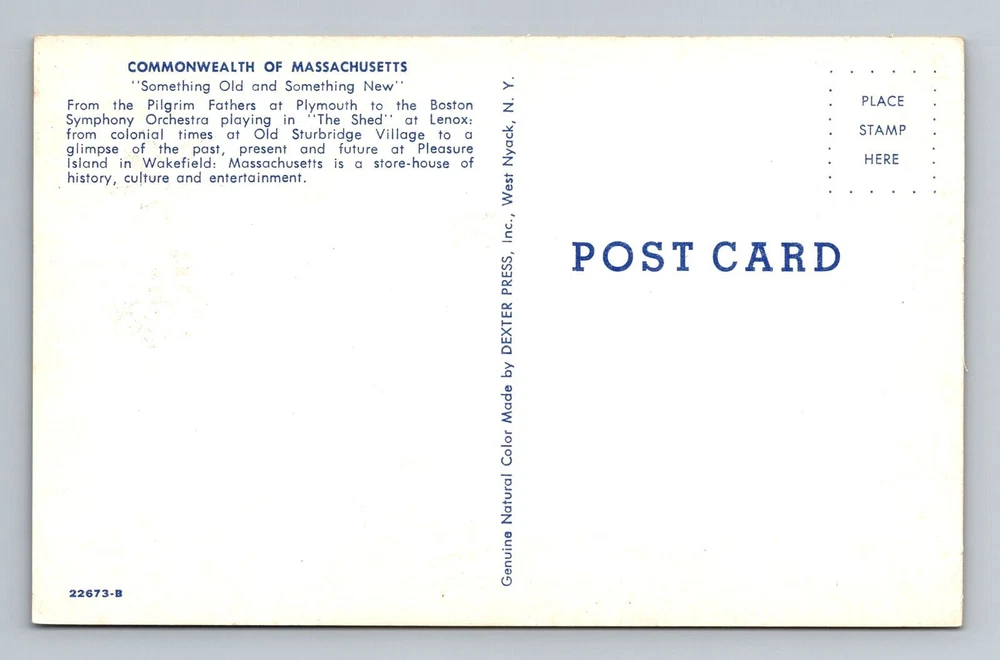 COMMONWEALTH OF MASSACHUSETTS
"Something Old and Something New"
From the Pilgrim Fathers at Plymouth to the Boston
Symphony Orchestra playing in "The Shed" at Lenox:
from colonial times at Old Sturbridge Village to a
glimpse of the past, present and future at Pleasure
Island in Wakefield: Massachusetts is a store-house of
history, culture and entertainment.
22673-B
Genuine Natural Color Made by DEXTER PRESS, Inc., West Nyack, N. Y.
PLACE
STAMP
HERE
POST CARD